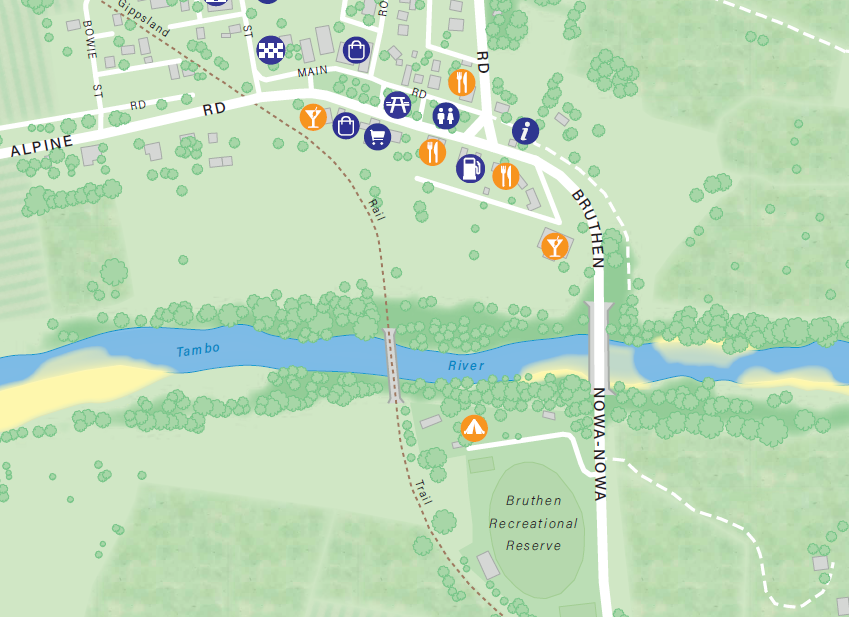 Gippsland
BOWIE
ST
ST
RO
RD
MAIN
RD
RD
RD
ALPINE
i
Rail
BRUTHEN
Tambo
River
NOWA-NOWA
Trail
Bruthen
Recreational
Reserve